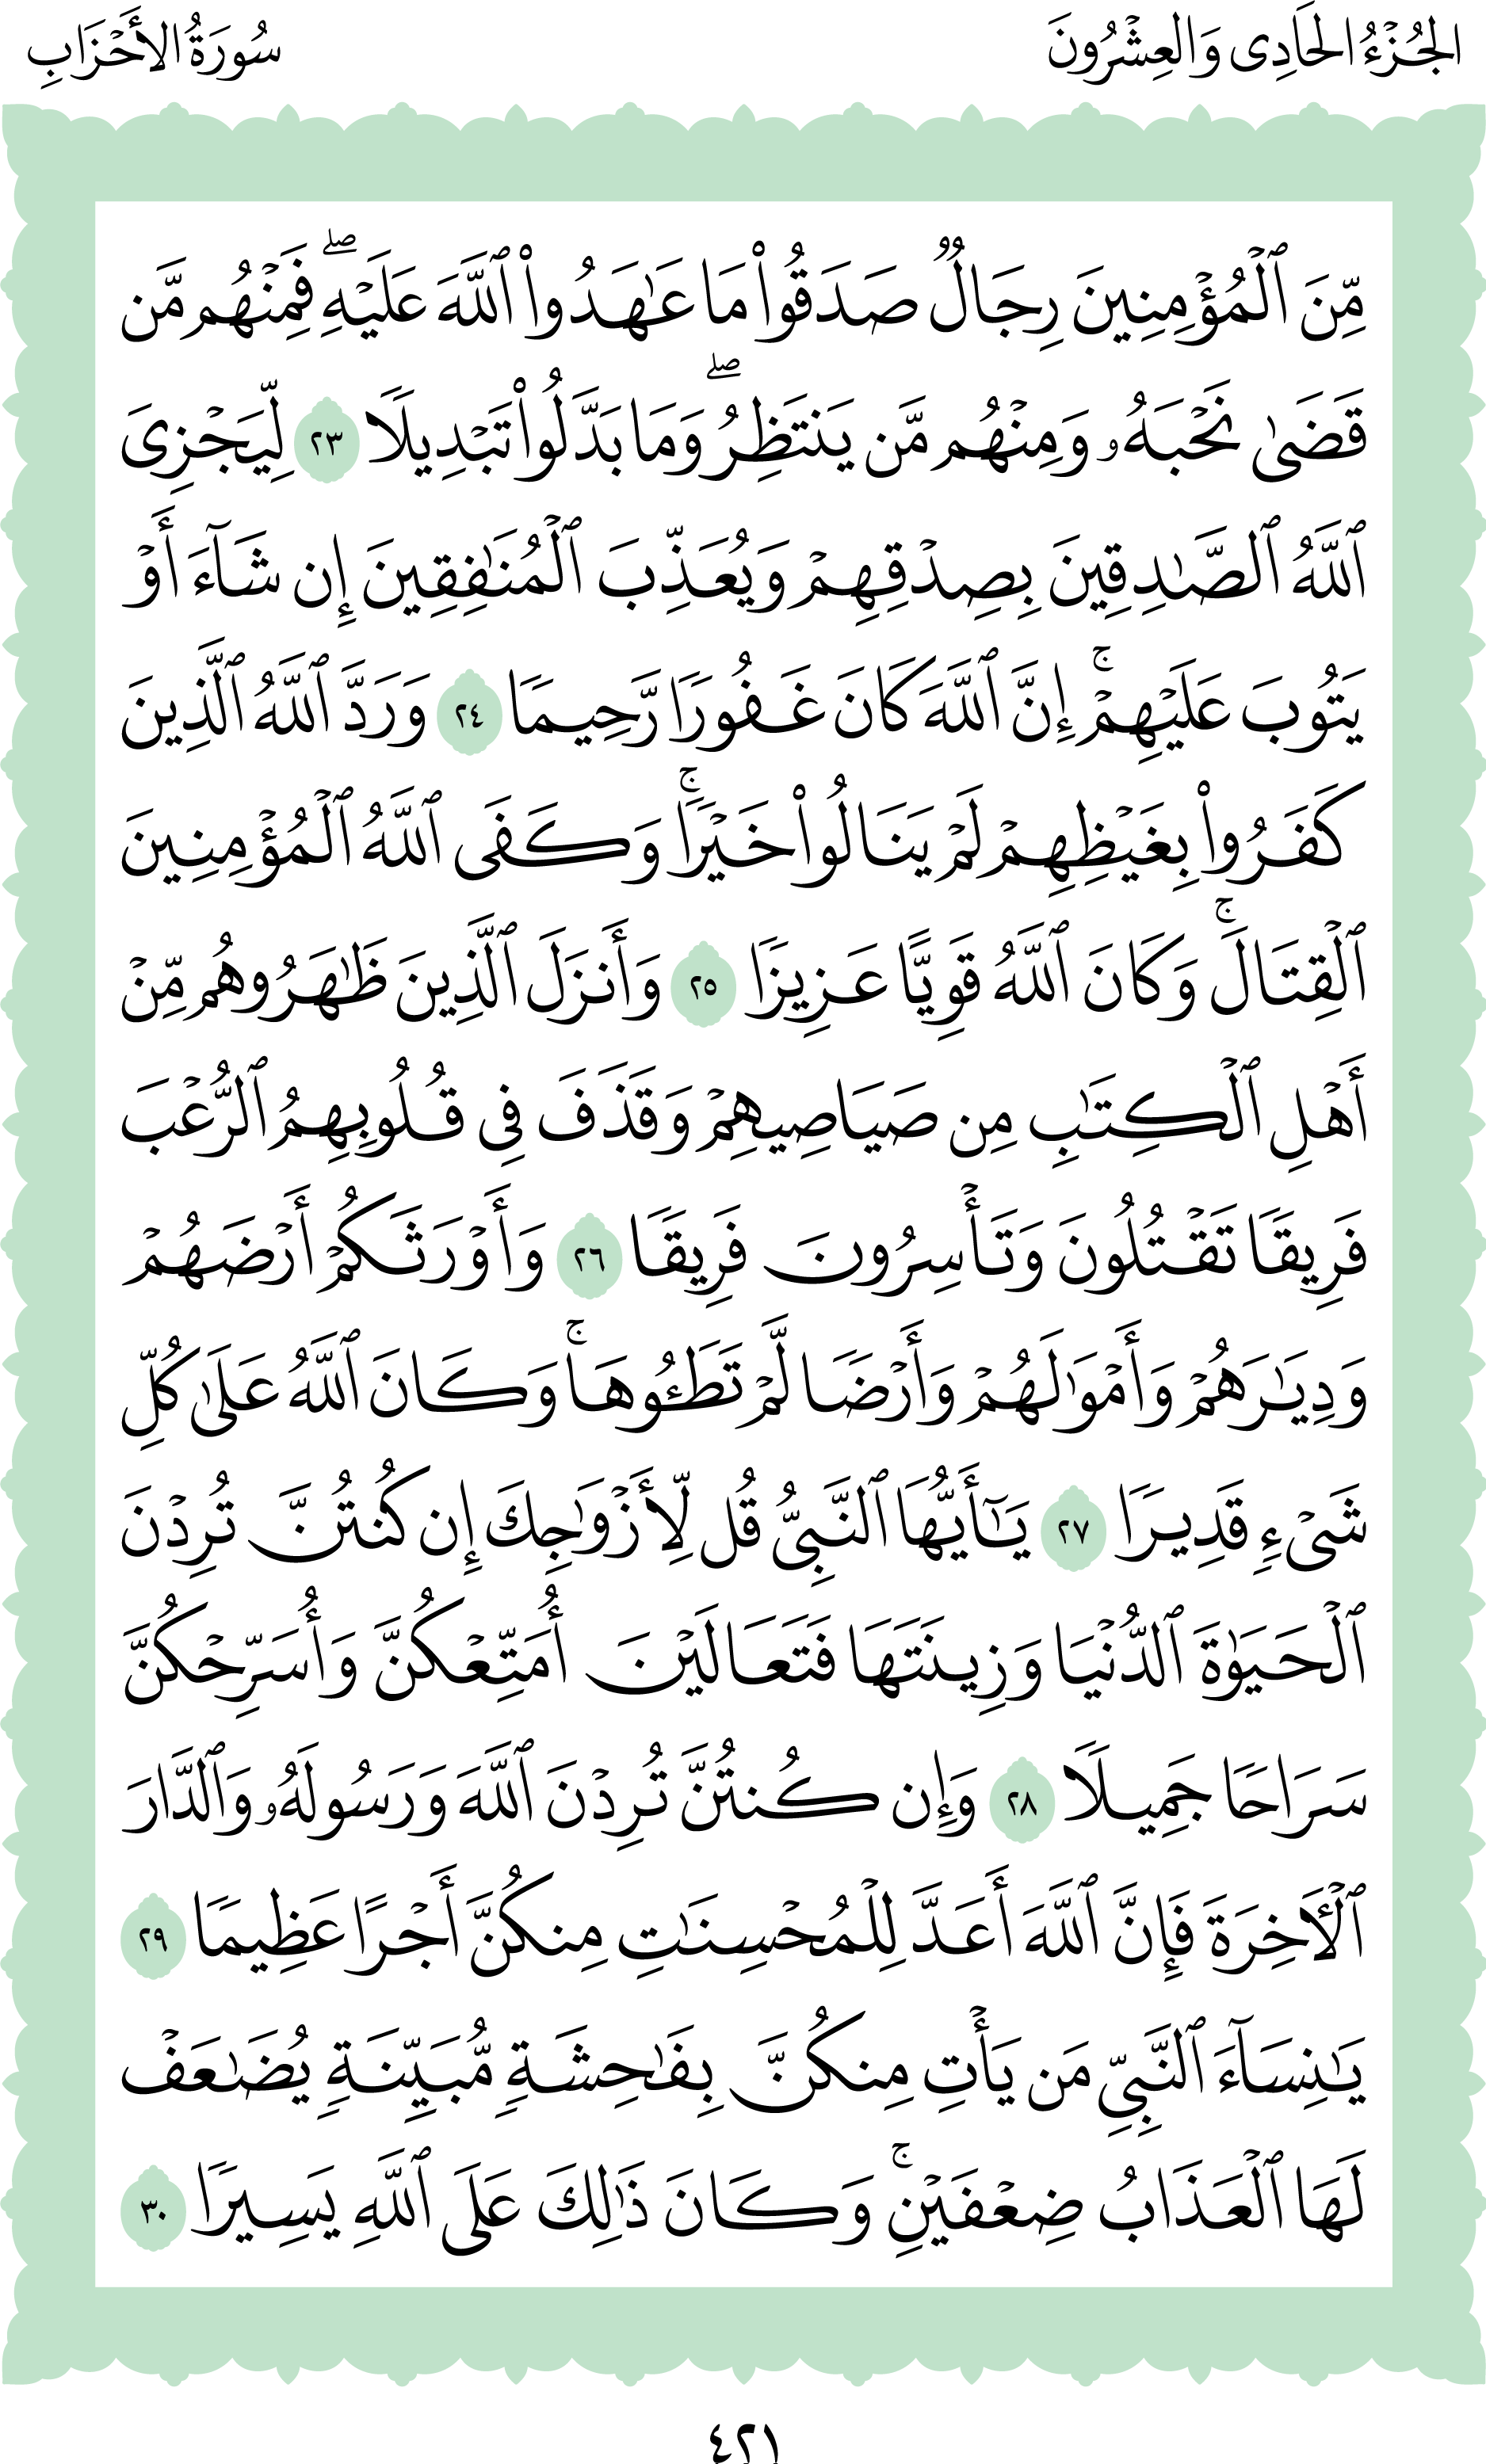 الجُزْءُ الحَادِى وَالعِشْرُونَ
سُورَةُ الأَحْزَابِ
مِّنَ ٱلْمُؤْمِنِينَ رِجَالٌ صَدَقُوا۟ مَا عَـٰهَدُوا۟ ٱللَّهَ عَلَيْهِ ۖ فَمِنْهُم مَّن
قَضَىٰ نَحْبَهُۥ وَمِنْهُم مَّن يَنتَظِرُ ۖ وَمَا بَدَّلُوا۟ تَبْدِيلًا ٢٣ لِّيَجْزِىَ
ٱللَّهُ ٱلصَّـٰدِقِينَ بِصِدْقِهِمْ وَيُعَذِّبَ ٱلْمُنَـٰفِقِينَ إِن شَآءَ أَوْ
يَتُوبَ عَلَيْهِمْ ۚ إِنَّ ٱللَّهَ كَانَ غَفُورًا رَّحِيمًا ٢٤ وَرَدَّ ٱللَّهُ ٱلَّذِينَ
كَفَرُوا۟ بِغَيْظِهِمْ لَمْ يَنَالُوا۟ خَيْرًا ۚ وَكَفَى ٱللَّهُ ٱلْمُؤْمِنِينَ
ٱلْقِتَالَ ۚ وَكَانَ ٱللَّهُ قَوِيًّا عَزِيزًا ٢٥ وَأَنزَلَ ٱلَّذِينَ ظَـٰهَرُوهُم مِّنْ
أَهْلِ ٱلْكِتَـٰبِ مِن صَيَاصِيهِمْ وَقَذَفَ فِى قُلُوبِهِمُ ٱلرُّعْبَ
فَرِيقًا تَقْتُلُونَ وَتَأْسِرُونَ فَرِيقًا ٢٦ وَأَوْرَثَكُمْ أَرْضَهُمْ
وَدِيَـٰرَهُمْ وَأَمْوَٰلَهُمْ وَأَرْضًا لَّمْ تَطَـُٔوهَا ۚ وَكَانَ ٱللَّهُ عَلَىٰ كُلِّ
شَىْءٍ قَدِيرًا ٢٧ يَـٰٓأَيُّهَا ٱلنَّبِىُّ قُل لِّأَزْوَٰجِكَ إِن كُنتُنَّ تُرِدْنَ
ٱلْحَيَوٰةَ ٱلدُّنْيَا وَزِينَتَهَا فَتَعَالَيْنَ أُمَتِّعْكُنَّ وَأُسَرِّحْكُنَّ
سَرَاحًا جَمِيلًا ٢٨ وَإِن كُنتُنَّ تُرِدْنَ ٱللَّهَ وَرَسُولَهُۥ وَٱلدَّارَ
ٱلْـَٔاخِرَةَ فَإِنَّ ٱللَّهَ أَعَدَّ لِلْمُحْسِنَـٰتِ مِنكُنَّ أَجْرًا عَظِيمًا ٢٩
يَـٰنِسَآءَ ٱلنَّبِىِّ مَن يَأْتِ مِنكُنَّ بِفَـٰحِشَةٍ مُّبَيِّنَةٍ يُضَـٰعَفْ
لَهَا ٱلْعَذَابُ ضِعْفَيْنِ ۚ وَكَانَ ذَٰلِكَ عَلَى ٱللَّهِ يَسِيرًا ٣٠
٤٢١